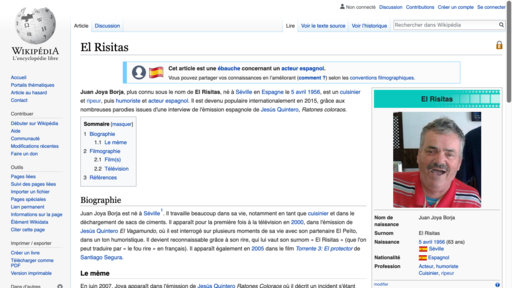 Non connecté Discussion Contributions Créer un compte Se connecter
Article Discussion Lire Voir le texte source Voir l'historique Rechercher dans Wikipédia
WIKIPÉDIA
L'encyclopédie libre
Accueil
Portails thématiques
Article au hasard
Contact
Contribuer
Débuter sur Wikipédia
Aide
Communauté
Modifications récentes
Faire un don
Outils
Pages liées
Suivi des pages liées
Importer un fichier
Pages spéciales
Lien permanent
Informations sur la page
Élément Wikidata
Citer cette page
Imprimer / exporter
Créer un livre
Télécharger comme
PDF
Version imprimable
El Risitas
Cet article est une ébauche concernant un acteur espagnol.
Vous pouvez partager vos connaissances en l'améliorant (comment ?) selon les conventions filmographiques.
Juan Joya Borja, plus connu sous le nom de El Risitas, né à Séville en Espagne le 5 avril 1956, est un cuisinier
et ripeur, puis humoriste et acteur espagnol. Il est devenu populaire internationalement en 2015, grâce aux
nombreuses parodies issues d'une interview de l'émission espagnole de Jesús Quintero, Ratones coloraos.
Sommaire [masquer]
1 Biographie
1.1 Le mème
2 Filmographie
2.1 Film(s)
2.2 Télévision
3 Références
Biographie
Juan Joya Borja est né à Séville 1. Il travaille beaucoup dans sa vie, notamment en tant que cuisinier et dans le
déchargement de sacs de ciments. Il apparaît pour la première fois à la télévision en 2000, dans l'émission de
Jesús Quintero El Vagamundo, où il est interrogé sur plusieurs moments de sa vie avec son partenaire El Peíto,
dans un ton humoristique. Il devient reconnaissable grâce à son rire, qui lui vaut son surnom « El Risitas » (que l'on
peut traduire par « le fou rire » en français). Il apparaît également en 2005 dans le film Torrente 3: El protector de
Santiago Segura.
Le mème
En juin 2007, Joya apparaît dans l'émission de Jesús Quintero Ratones Coloraos où il décrit un incident s'étant
El Risitas
Nom de naissance Juan Joya Borja
Surnom El Risitas
Naissance 5 avril 1956 (63 ans)
Séville
Nationalité Espagnol
Profession Acteur, humoriste
Cuisinier, ripeur
modifier